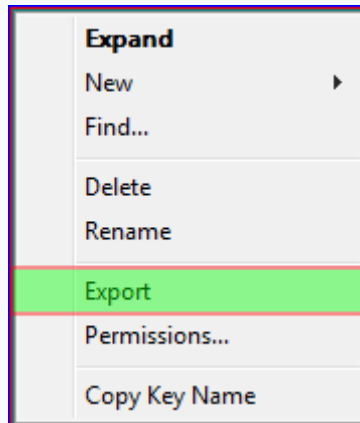 Expand
New
Find...
Delete
Rename
Export
Permissions...
Copy Key Name